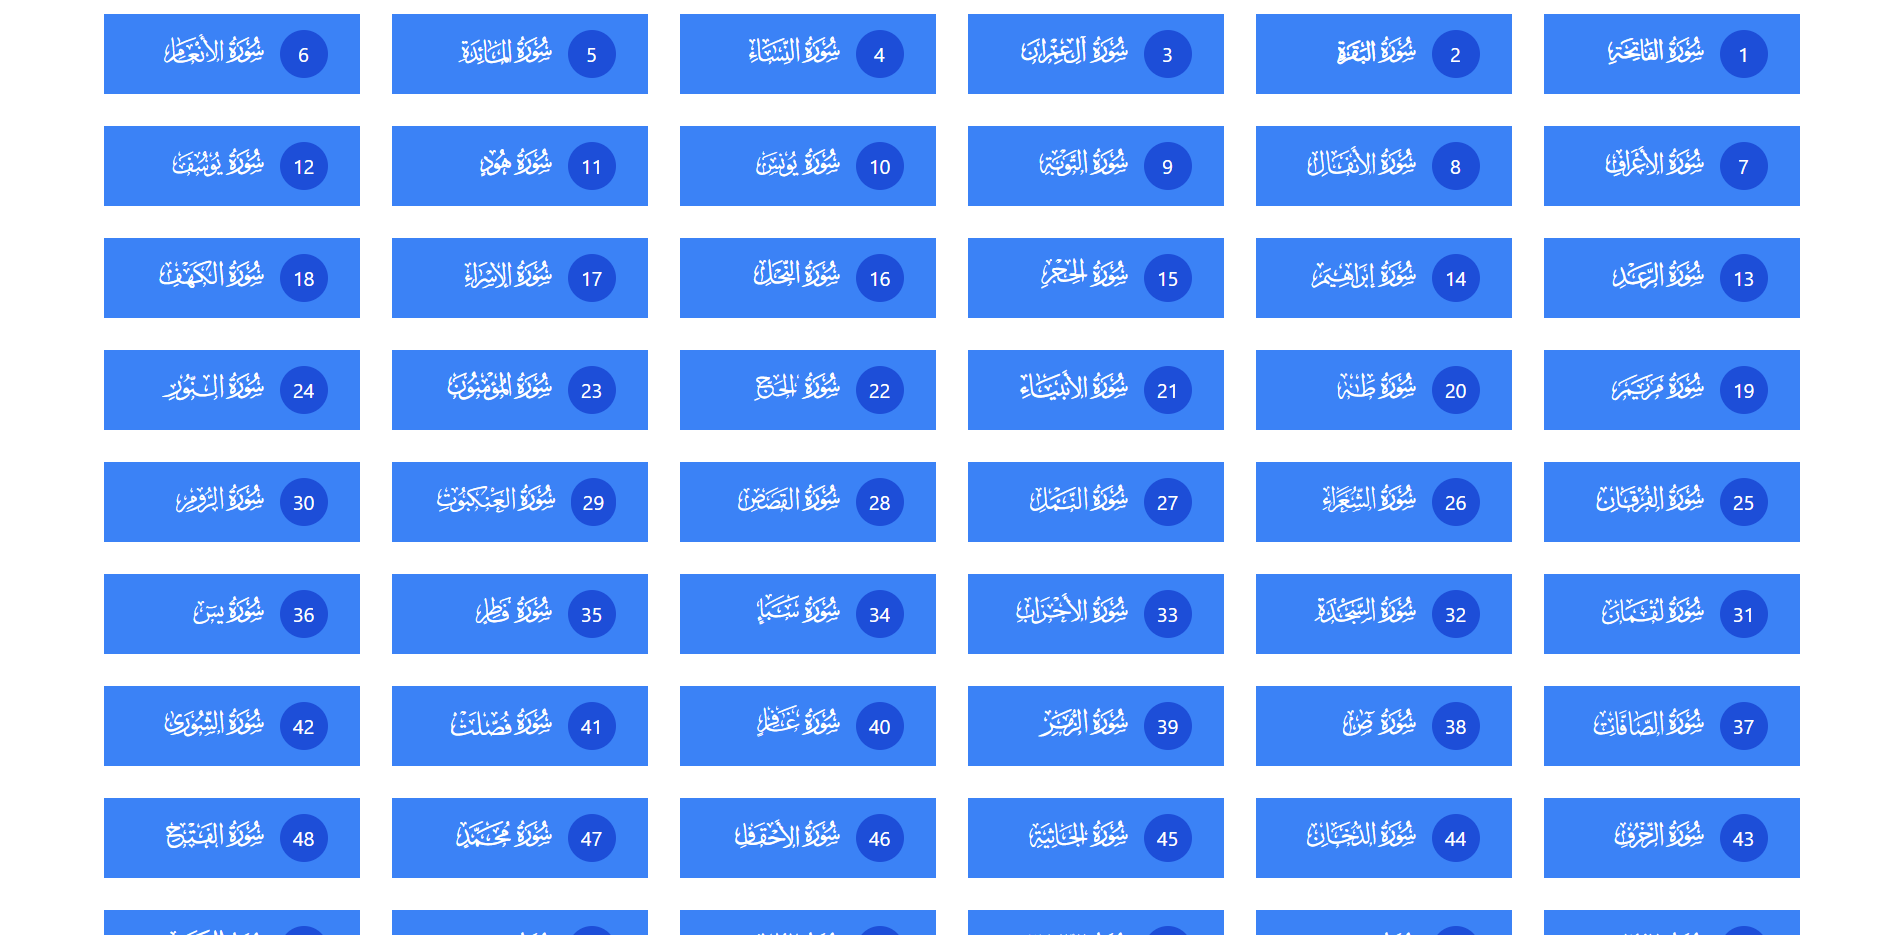 1 سُورَةُ الفَاتِحَةِ
2 سُورَةُ البَقَرَةِ
3 سُورَةُ آل عِمْرَان
4 سُورَةُ النِّسَاءِ
5 سُورَةُ المَائِدَةِ
6 سُورَةُ الأَنْعَامِ
7 سُورَةُ الأَعْرَافِ
8 سُورَةُ الأَنْفَالِ
9 سُورَةُ التَّوْبَةِ
10 سُورَةُ يُونُسَ
11 سُورَةُ هُودٍ
12 سُورَةُ يُوسُفَ
13 سُورَةُ الرَّعْدِ
14 سُورَةُ إِبْرَاهِيمَ
15 سُورَةُ الحِجْرِ
16 سُورَةُ النَّحْلِ
17 سُورَةُ الإِسْرَاءِ
18 سُورَةُ الكَهْفِ
19 سُورَةُ مَرْيَمَ
20 سُورَةُ طه
21 سُورَةُ الأَنْبِيَاءِ
22 سُورَةُ الحَجِّ
23 سُورَةُ المُؤْمِنُونَ
24 سُورَةُ النُّورِ
25 سُورَةُ الفُرْقَانِ
26 سُورَةُ الشُّعَرَاءِ
27 سُورَةُ النَّمْلِ
28 سُورَةُ القَصَصِ
29 سُورَةُ العَنْكَبُوتِ
30 سُورَةُ الرُّومِ
31 سُورَةُ لُقْمَانَ
32 سُورَةُ السَّجْدَةِ
33 سُورَةُ الأَحْزَابِ
34 سُورَةُ سَبَإٍ
35 سُورَةُ فَاطِرٍ
36 سُورَةُ يسٓ
37 سُورَةُ الصَّافَّاتِ
38 سُورَةُ صٓ
39 سُورَةُ الزُّمَرِ
40 سُورَةُ غَافِرٍ
41 سُورَةُ فُصِّلَتْ
42 سُورَةُ الشُّورَى
43 سُورَةُ الزُّخْرُفِ
44 سُورَةُ الدُّخَانِ
45 سُورَةُ الجَاثِيَةِ
46 سُورَةُ الأَحْقَافِ
47 سُورَةُ مُحَمَّدٍ
48 سُورَةُ الفَتْحِ